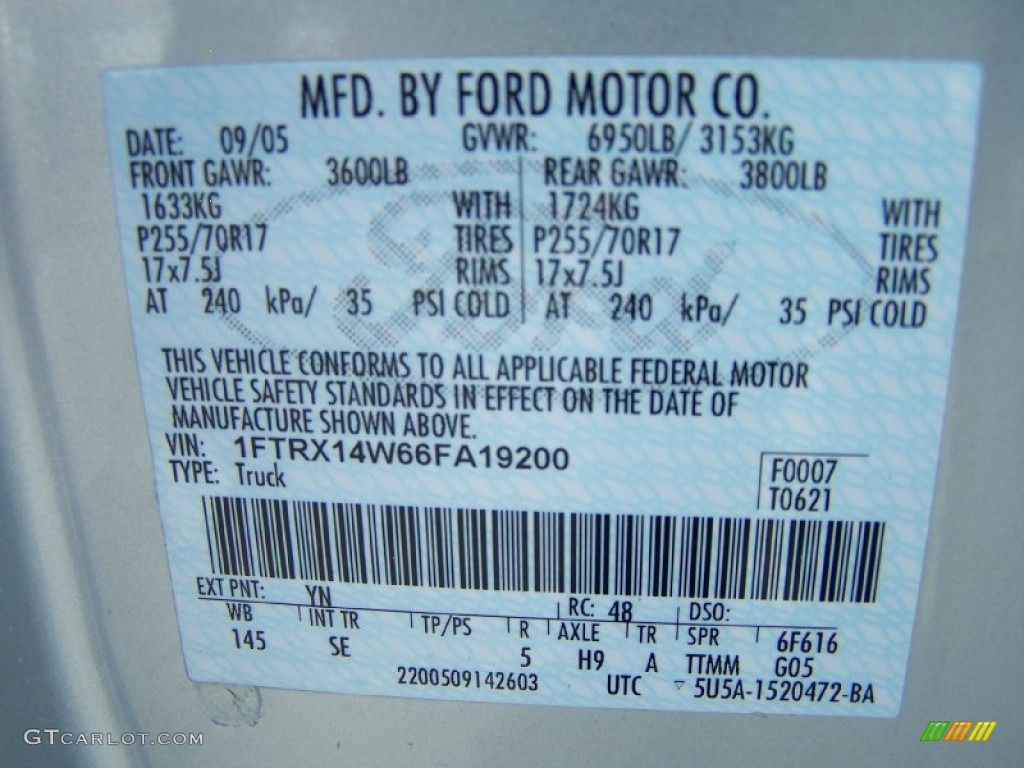 MFD. BY FORD MOTOR CO.
DATE: 09/05 GVWR: 6950LB/ 3153KG
FRONT GAWR: 3600LB REAR GAWR: 3800LB
1633KG WITH 1724KG WITH
P255/70R17 TIRES P255/70R17 TIRES
17x7.5J RIMS 17x7.5J RIMS
AT 240 kPa/ 35 PSI COLD AT 240 kPa/ 35 PSI COLD
Ford
THIS VEHICLE CONFORMS TO ALL APPLICABLE FEDERAL MOTOR
VEHICLE SAFETY STANDARDS IN EFFECT ON THE DATE OF
MANUFACTURE SHOWN ABOVE.
VIN: 1FTRX14W66FA19200
TYPE: Truck
F0007
T0621
EXT PNT: YN RC: 48 DSO:
WB INT TR TP/PS R AXLE TR SPR 6F616
145 SE 5 H9 A TTMM G05
2200509142603 UTC ▽ 5U5A-1520472-BA
GTCARLOT.COM